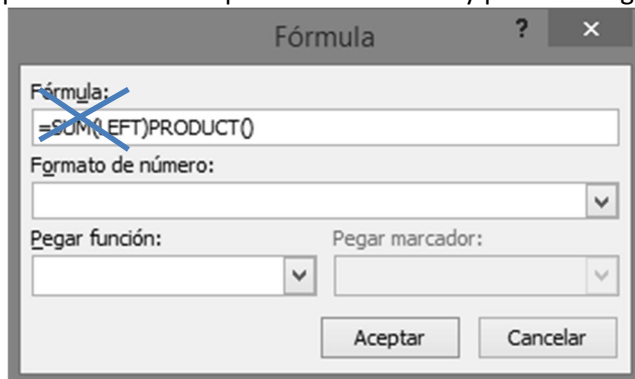 Fórmula ? ×
Fórmula:
=SUM(LEFT)PRODUCT()
Formato de número:
Pegar función: Pegar marcador:
Aceptar Cancelar